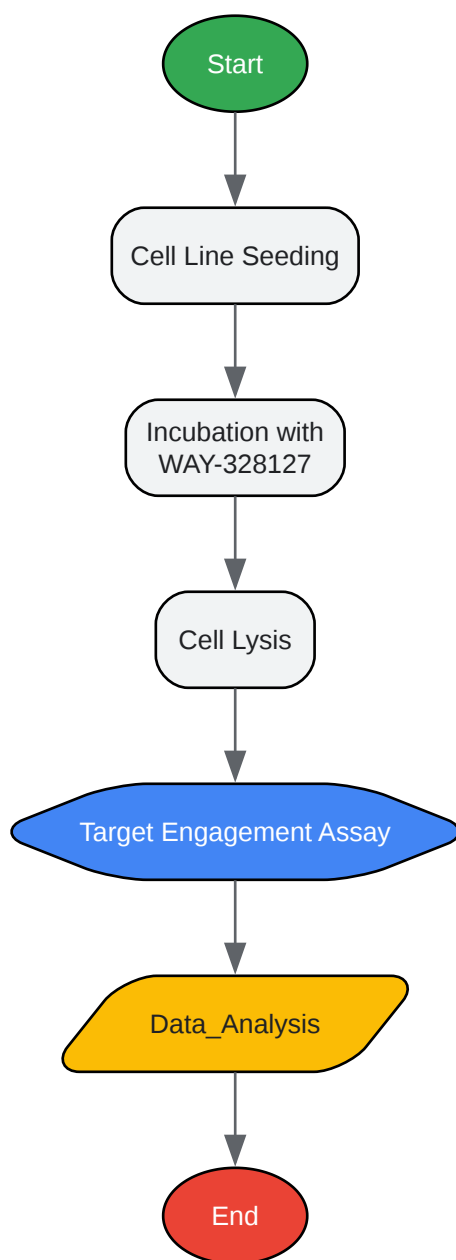 Start
Cell Line Seeding
Incubation with
WAY-328127
Cell Lysis
Target Engagement Assay
Data_Analysis
End